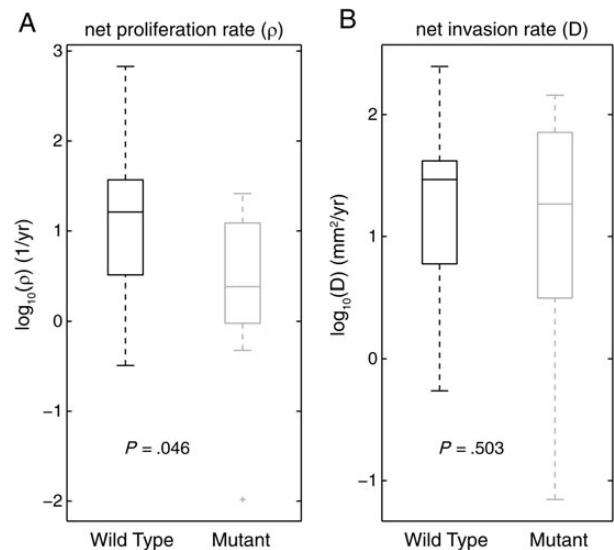 A
net proliferation rate (ρ)
3
2
1
0
−1
−2
log₁₀(ρ) (1/yr)
P = .046
Wild Type
Mutant
B
net invasion rate (D)
2
1
0
−1
log₁₀(D) (mm²/yr)
P = .503
Wild Type
Mutant